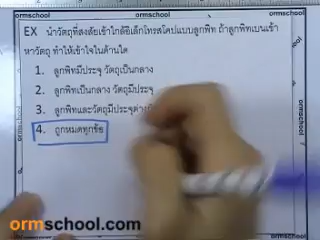 ormschool.com
ormschool
EX นำวัตถุที่สงสัยเข้าใกล้อิเล็กโทรสโคปแบบลูกพิท ถ้าลูกพิทเบนเข้า
หาวัตถุ ทำให้เข้าใจในด้านใด
1. ลูกพิทมีประจุ วัตถุเป็นกลาง
2. ลูกพิทเป็นกลาง วัตถุมีประจุ
3. ลูกพิทและวัตถุมีประจุต่าง
4. ถูกหมดทุกข้อ
ormschool.com